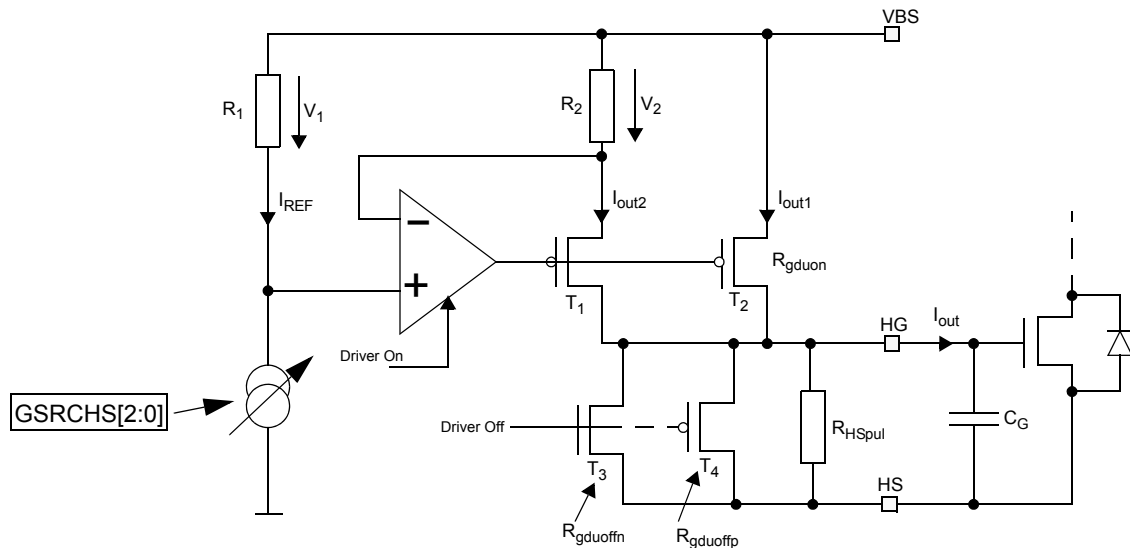 VBS
R1
V1
R2
V2
IREF
Iout2
Iout1
−
+
Rgduon
T1
T2
HG
Iout
Driver On
GSRCHS[2:0]
Driver Off
RHSpul
CG
T3
T4
HS
Rgduoffn
Rgduoffp